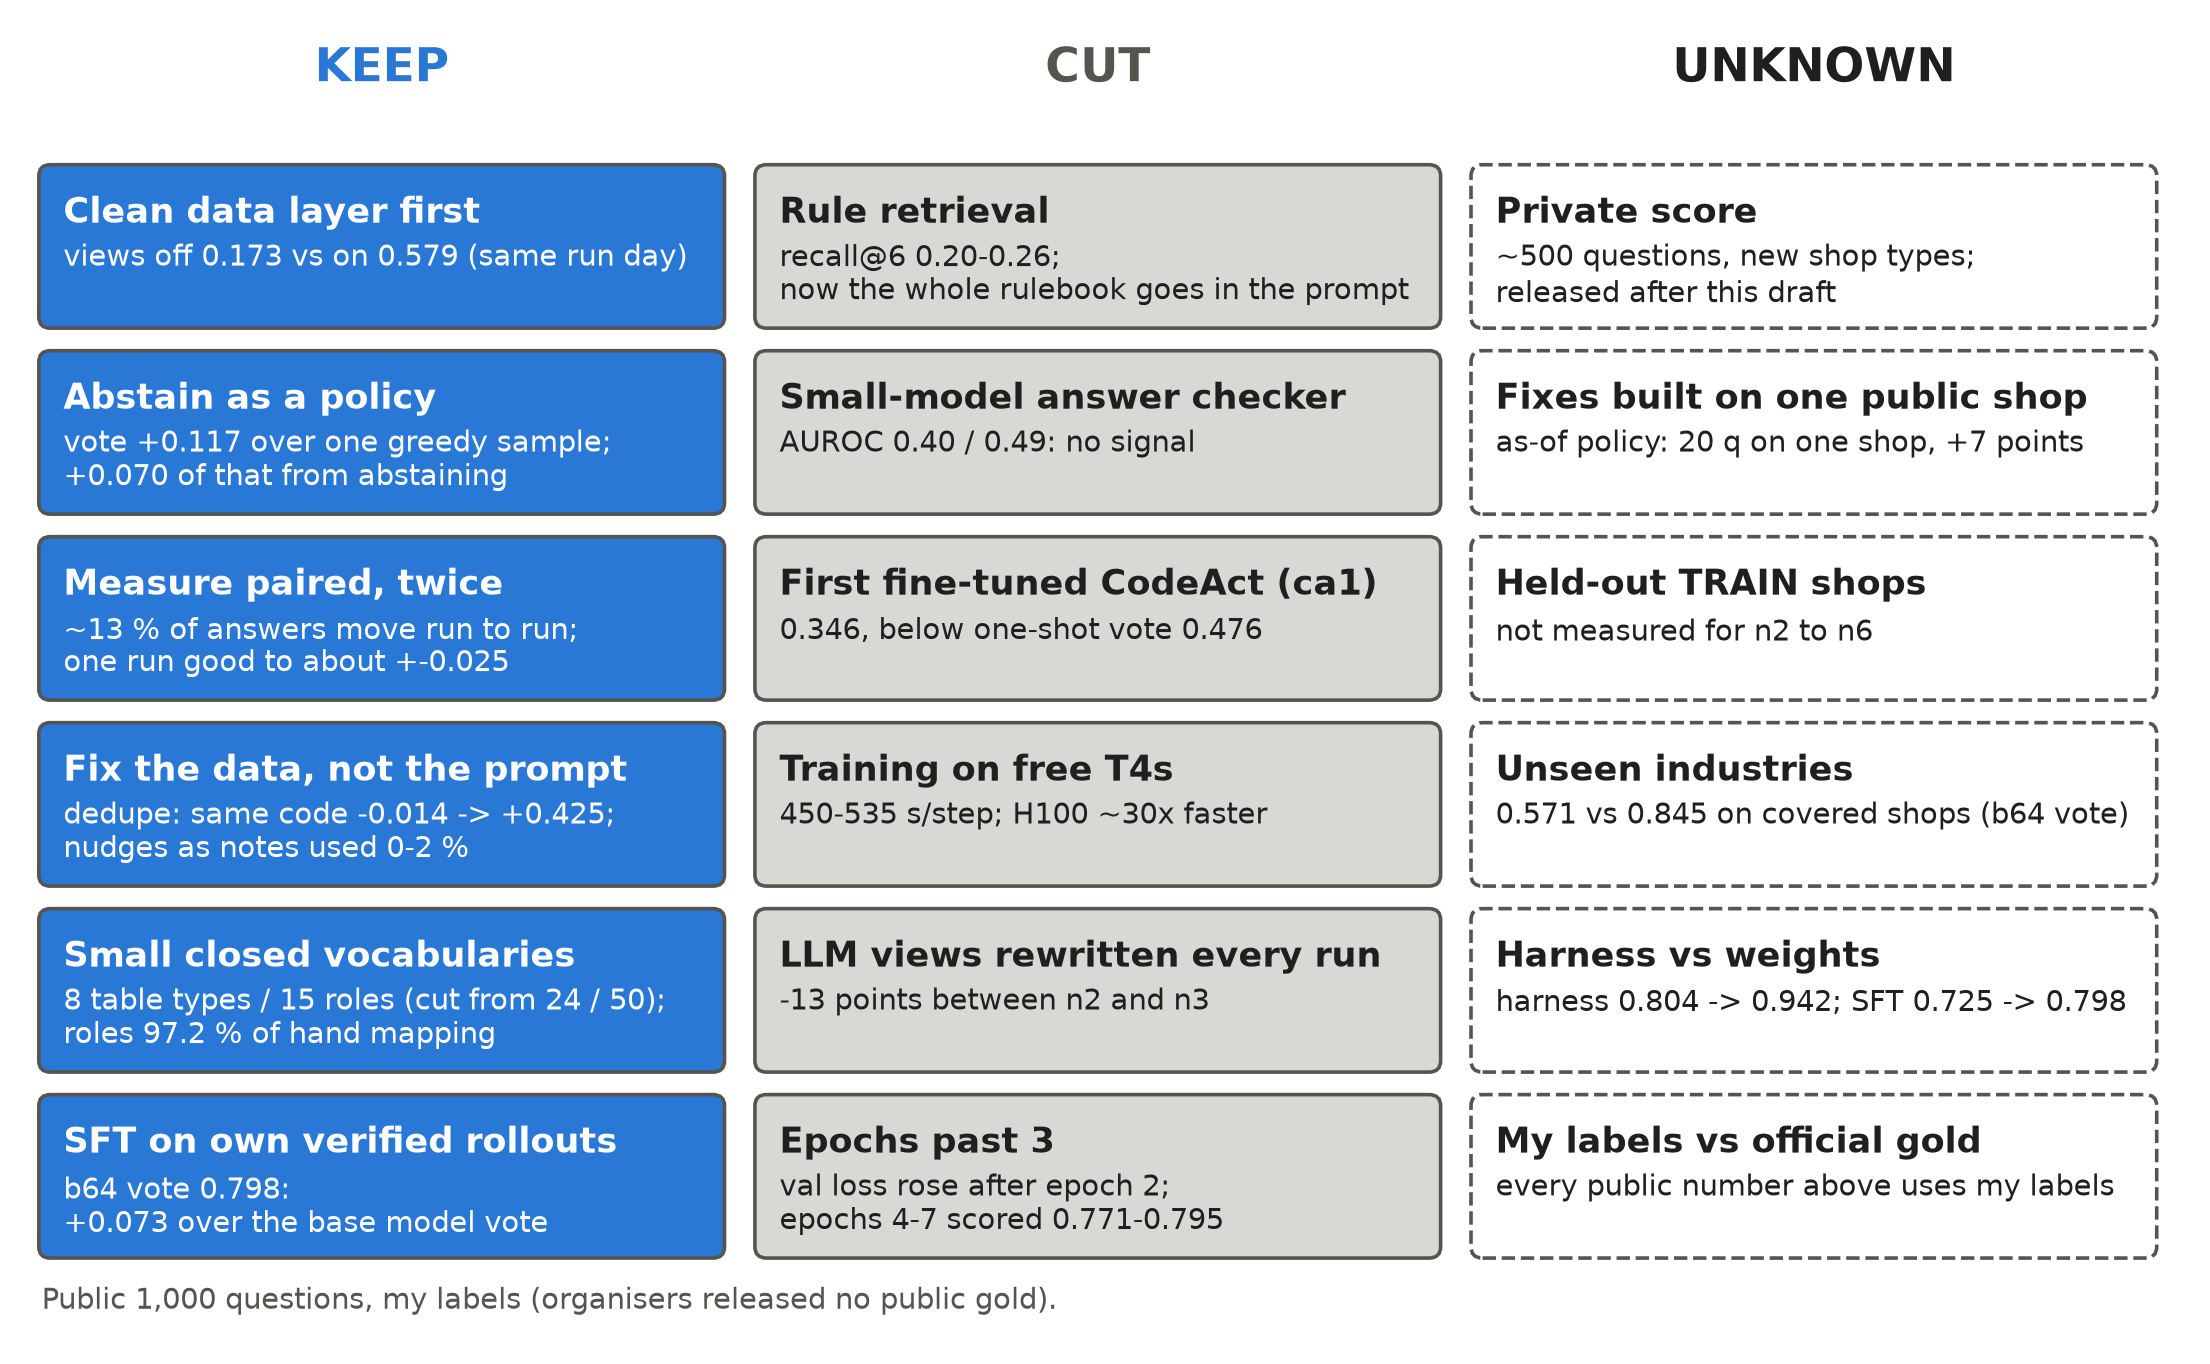 KEEP
Clean data layer first
views off 0.173 vs on 0.579 (same run day)
Abstain as a policy
vote +0.117 over one greedy sample;
+0.070 of that from abstaining
Measure paired, twice
~13 % of answers move run to run;
one run good to about +-0.025
Fix the data, not the prompt
dedupe: same code -0.014 -> +0.425;
nudges as notes used 0-2 %
Small closed vocabularies
8 table types / 15 roles (cut from 24 / 50);
roles 97.2 % of hand mapping
SFT on own verified rollouts
b64 vote 0.798:
+0.073 over the base model vote
CUT
Rule retrieval
recall@6 0.20-0.26;
now the whole rulebook goes in the prompt
Small-model answer checker
AUROC 0.40 / 0.49: no signal
First fine-tuned CodeAct (ca1)
0.346, below one-shot vote 0.476
Training on free T4s
450-535 s/step; H100 ~30x faster
LLM views rewritten every run
-13 points between n2 and n3
Epochs past 3
val loss rose after epoch 2;
epochs 4-7 scored 0.771-0.795
UNKNOWN
Private score
~500 questions, new shop types;
released after this draft
Fixes built on one public shop
as-of policy: 20 q on one shop, +7 points
Held-out TRAIN shops
not measured for n2 to n6
Unseen industries
0.571 vs 0.845 on covered shops (b64 vote)
Harness vs weights
harness 0.804 -> 0.942; SFT 0.725 -> 0.798
My labels vs official gold
every public number above uses my labels
Public 1,000 questions, my labels (organisers released no public gold).